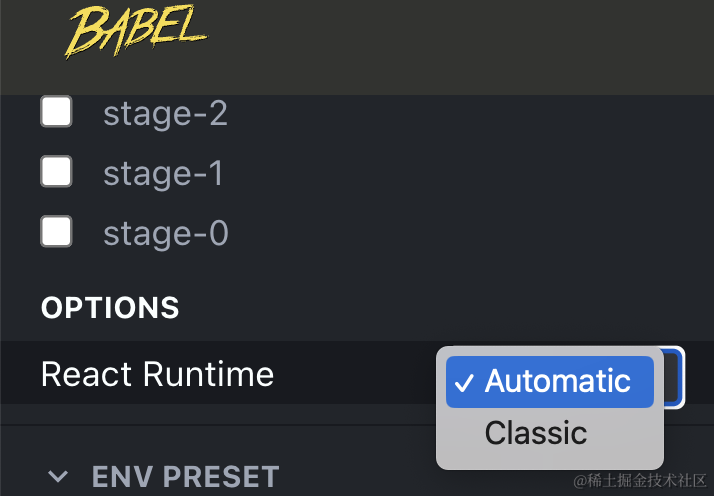 BABEL
stage-2
stage-1
stage-0
OPTIONS
React Runtime
Automatic
Classic
ENV PRESET
@稀土掘金技术社区